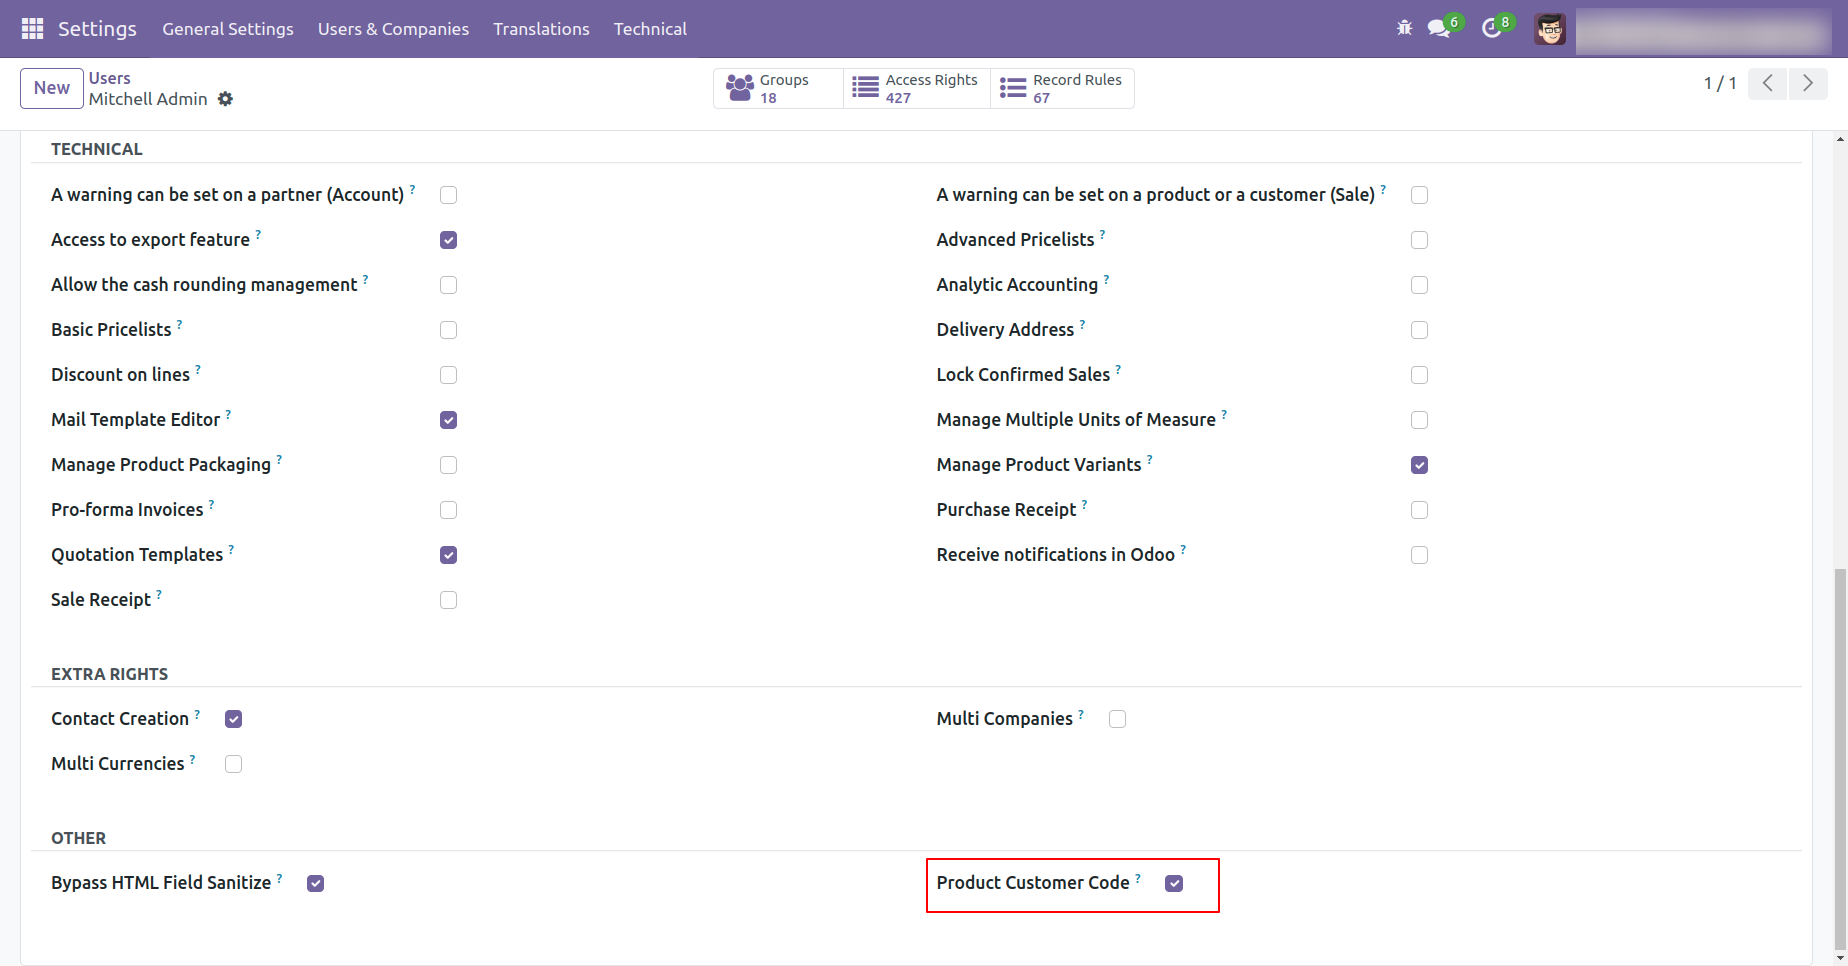 Settings General Settings Users & Companies Translations Technical 6 8
New Users
Mitchell Admin
Groups 18
Access Rights 427
Record Rules 67
1 / 1
TECHNICAL
A warning can be set on a partner (Account) ?
A warning can be set on a product or a customer (Sale) ?
Access to export feature ?
Advanced Pricelists ?
Allow the cash rounding management ?
Analytic Accounting ?
Basic Pricelists ?
Delivery Address ?
Discount on lines ?
Lock Confirmed Sales ?
Mail Template Editor ?
Manage Multiple Units of Measure ?
Manage Product Packaging ?
Manage Product Variants ?
Pro-forma Invoices ?
Purchase Receipt ?
Quotation Templates ?
Receive notifications in Odoo ?
Sale Receipt ?
EXTRA RIGHTS
Contact Creation ?
Multi Companies ?
Multi Currencies ?
OTHER
Bypass HTML Field Sanitize ?
Product Customer Code ?